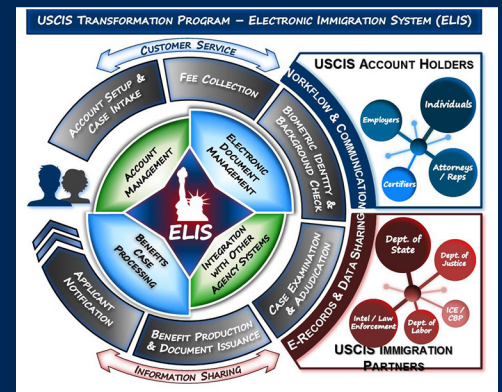 USCIS TRANSFORMATION PROGRAM – ELECTRONIC IMMIGRATION SYSTEM (ELIS)
CUSTOMER SERVICE
ACCOUNT SETUP &
CASE INTAKE
FEE COLLECTION
BIOMETRIC IDENTITY &
BACKGROUND CHECK
CASE EXAMINATION
& ADJUDICATION
BENEFIT PRODUCTION
& DOCUMENT ISSUANCE
APPLICANT
NOTIFICATION
INFORMATION SHARING
ACCOUNT
MANAGEMENT
ELECTRONIC
DOCUMENT
MANAGEMENT
ELIS
BENEFITS
CASE
PROCESSING
INTEGRATION
WITH OTHER
AGENCY SYSTEMS
WORKFLOW & COMMUNICATION
E-RECORDS & DATA SHARING
USCIS ACCOUNT
HOLDERS
Individuals
Employers
Attorneys
/ Reps
Certifiers
Dept. of
State
Dept. of
Justice
ICE /
CBP
Intel / Law
Enforcement
Dept. of
Labor
USCIS IMMIGRATION
PARTNERS